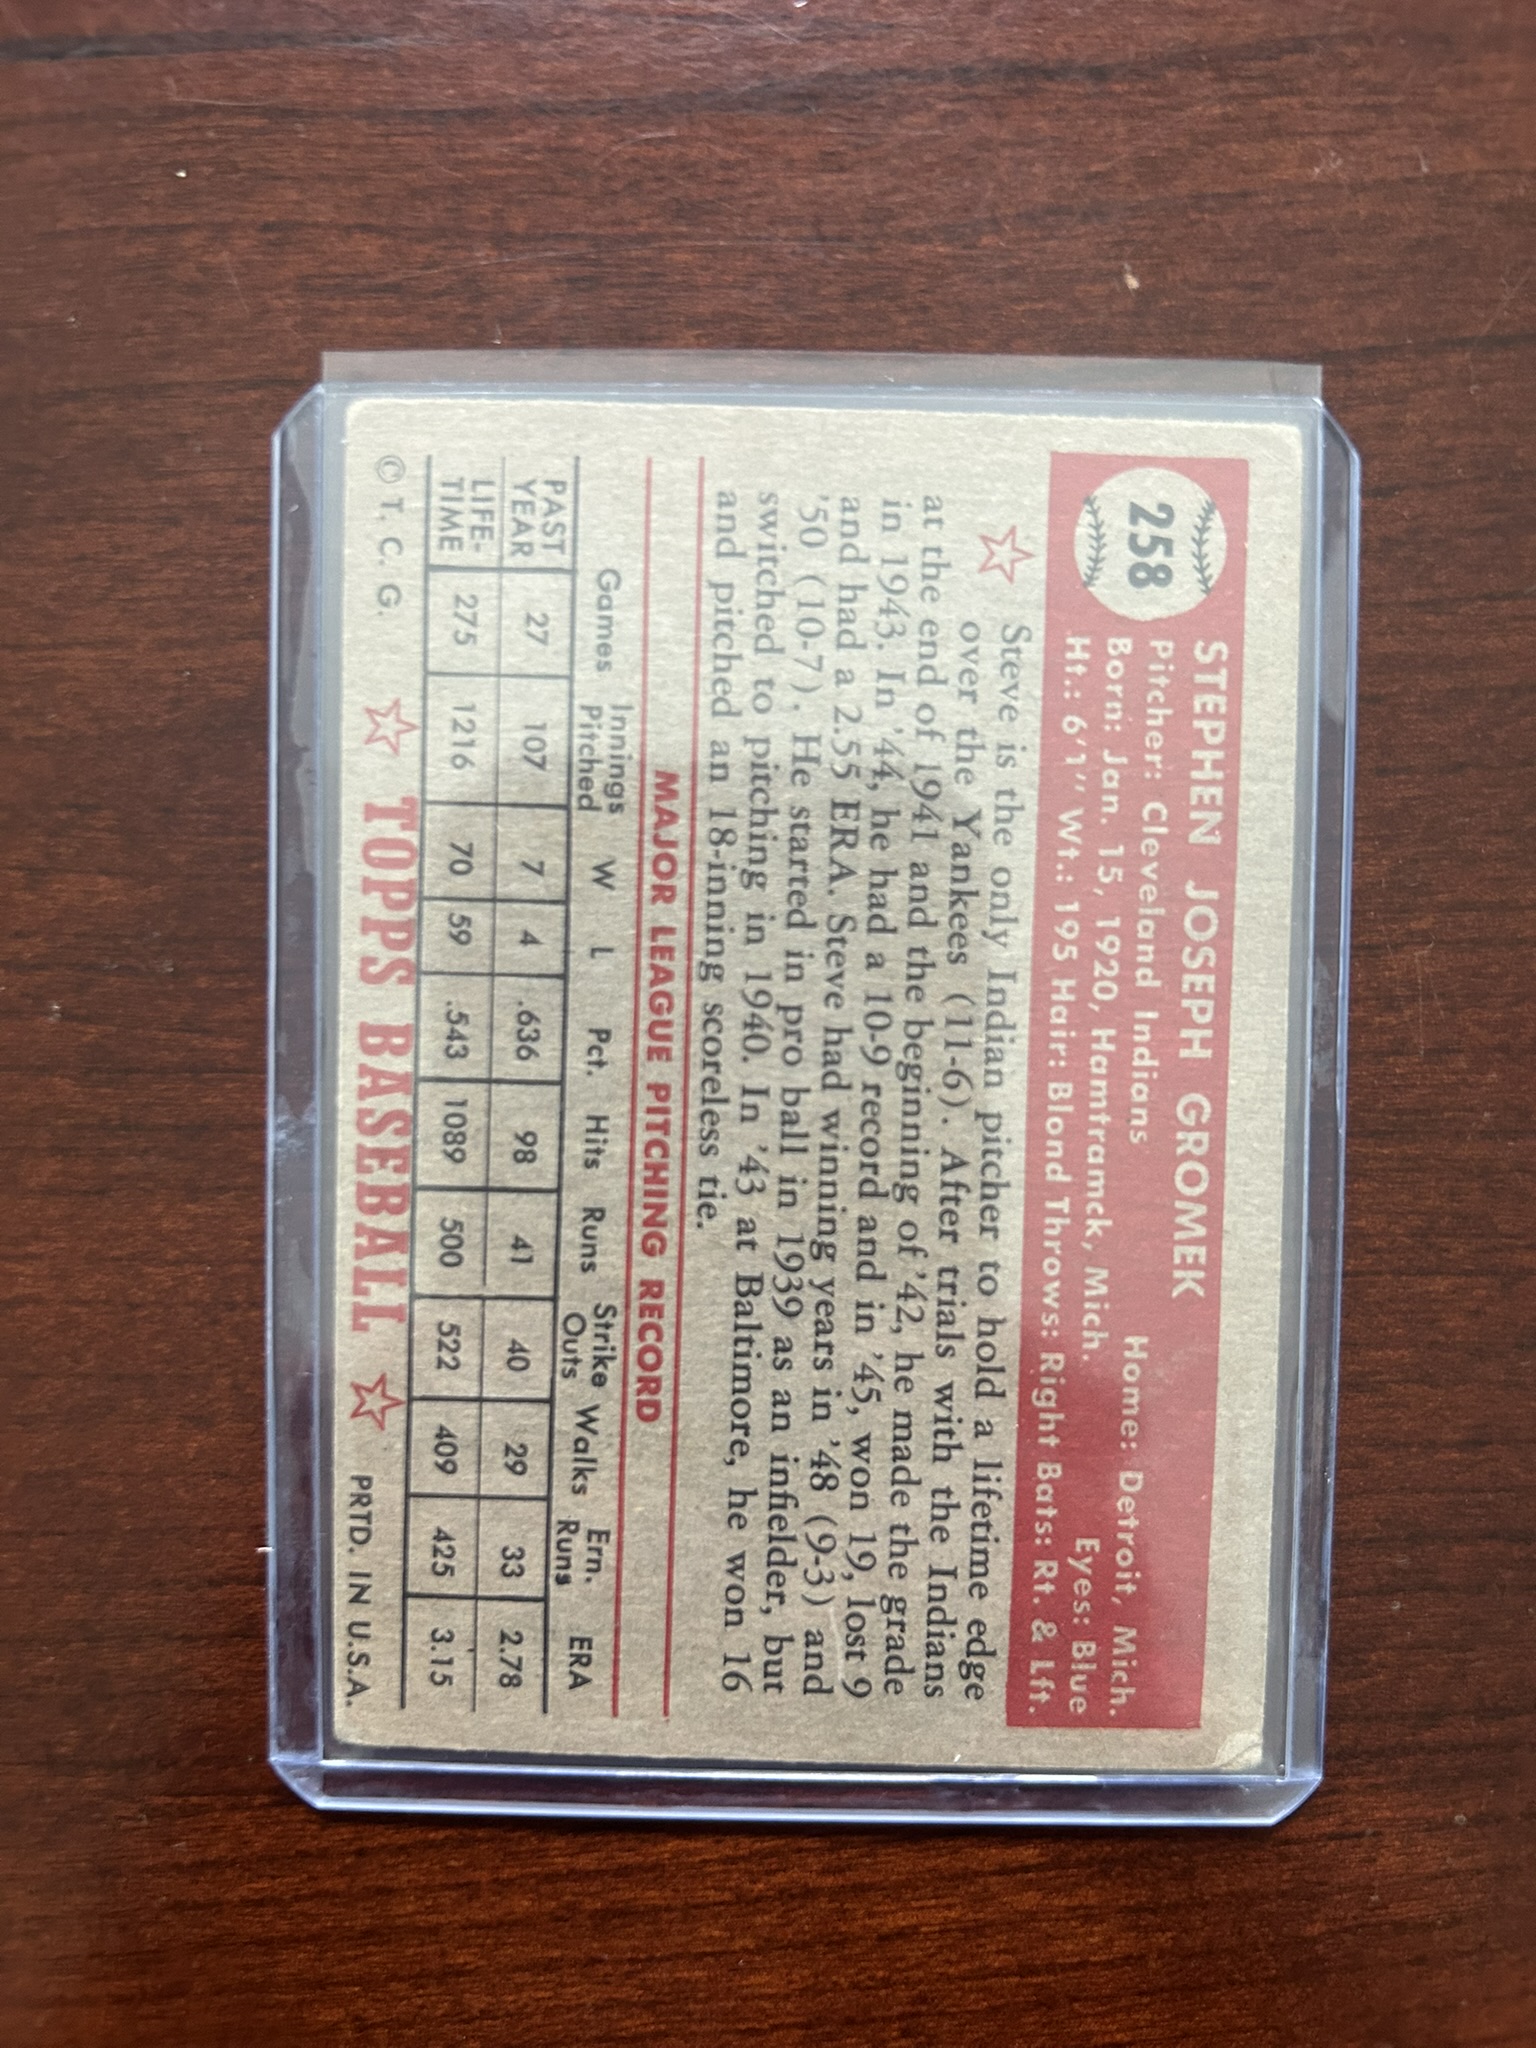 258
STEPHEN JOSEPH GROMEK
Pitcher: Cleveland Indians Home: Detroit, Mich.
Born: Jan. 15, 1920, Hamtramck, Mich. Eyes: Blue
Ht.: 6'1" Wt.: 195 Hair: Blond Throws: Right Bats: Rt. & Lft.
Steve is the only Indian pitcher to hold a lifetime edge
over the Yankees (11-6). After trials with the Indians
at the end of 1941 and the beginning of '42, he made the grade
in 1943. In '44, he had a 10-9 record and in '45, won 19, lost 9
and had a 2.55 ERA. Steve had winning years in '48 (9-3) and
'50 (10-7). He started in pro ball in 1939 as an infielder, but
switched to pitching in 1940. In '43 at Baltimore, he won 16
and pitched an 18-inning scoreless tie.
MAJOR LEAGUE PITCHING RECORD
Games Innings Pitched W L Pct. Hits Runs Strike Outs Walks Ern. Runs ERA
PAST YEAR 27 107 7 4 .636 98 41 40 29 33 2.78
LIFE-TIME 275 1216 70 59 .543 1089 500 522 409 425 3.15
© T. C. G. TOPPS BASEBALL PRTD. IN U.S.A.